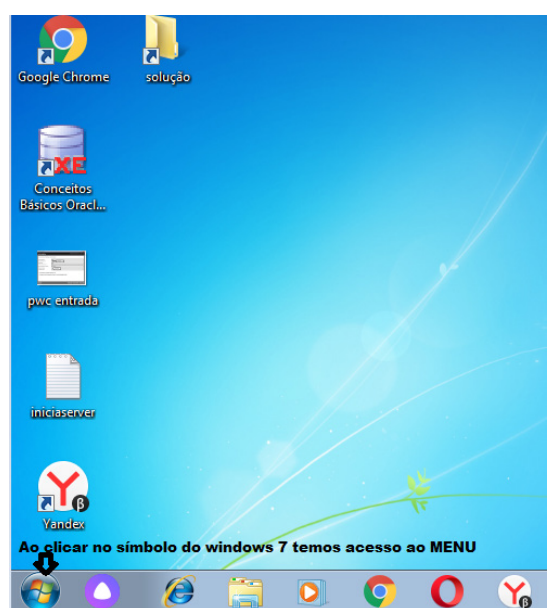 Google Chrome
solução
XE
Conceitos
Básicos Oracl...
pwc entrada
iniciaserver
Y
β
Yandex
Ao clicar no símbolo do windows 7 temos acesso ao MENU
Y
β